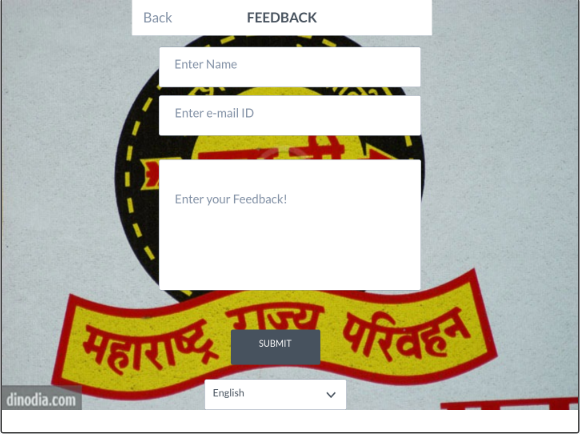 Back FEEDBACK
Enter Name
Enter e-mail ID
Enter your Feedback!
महाराष्ट्र राज्य परिवहन
SUBMIT
English
dinodia.com